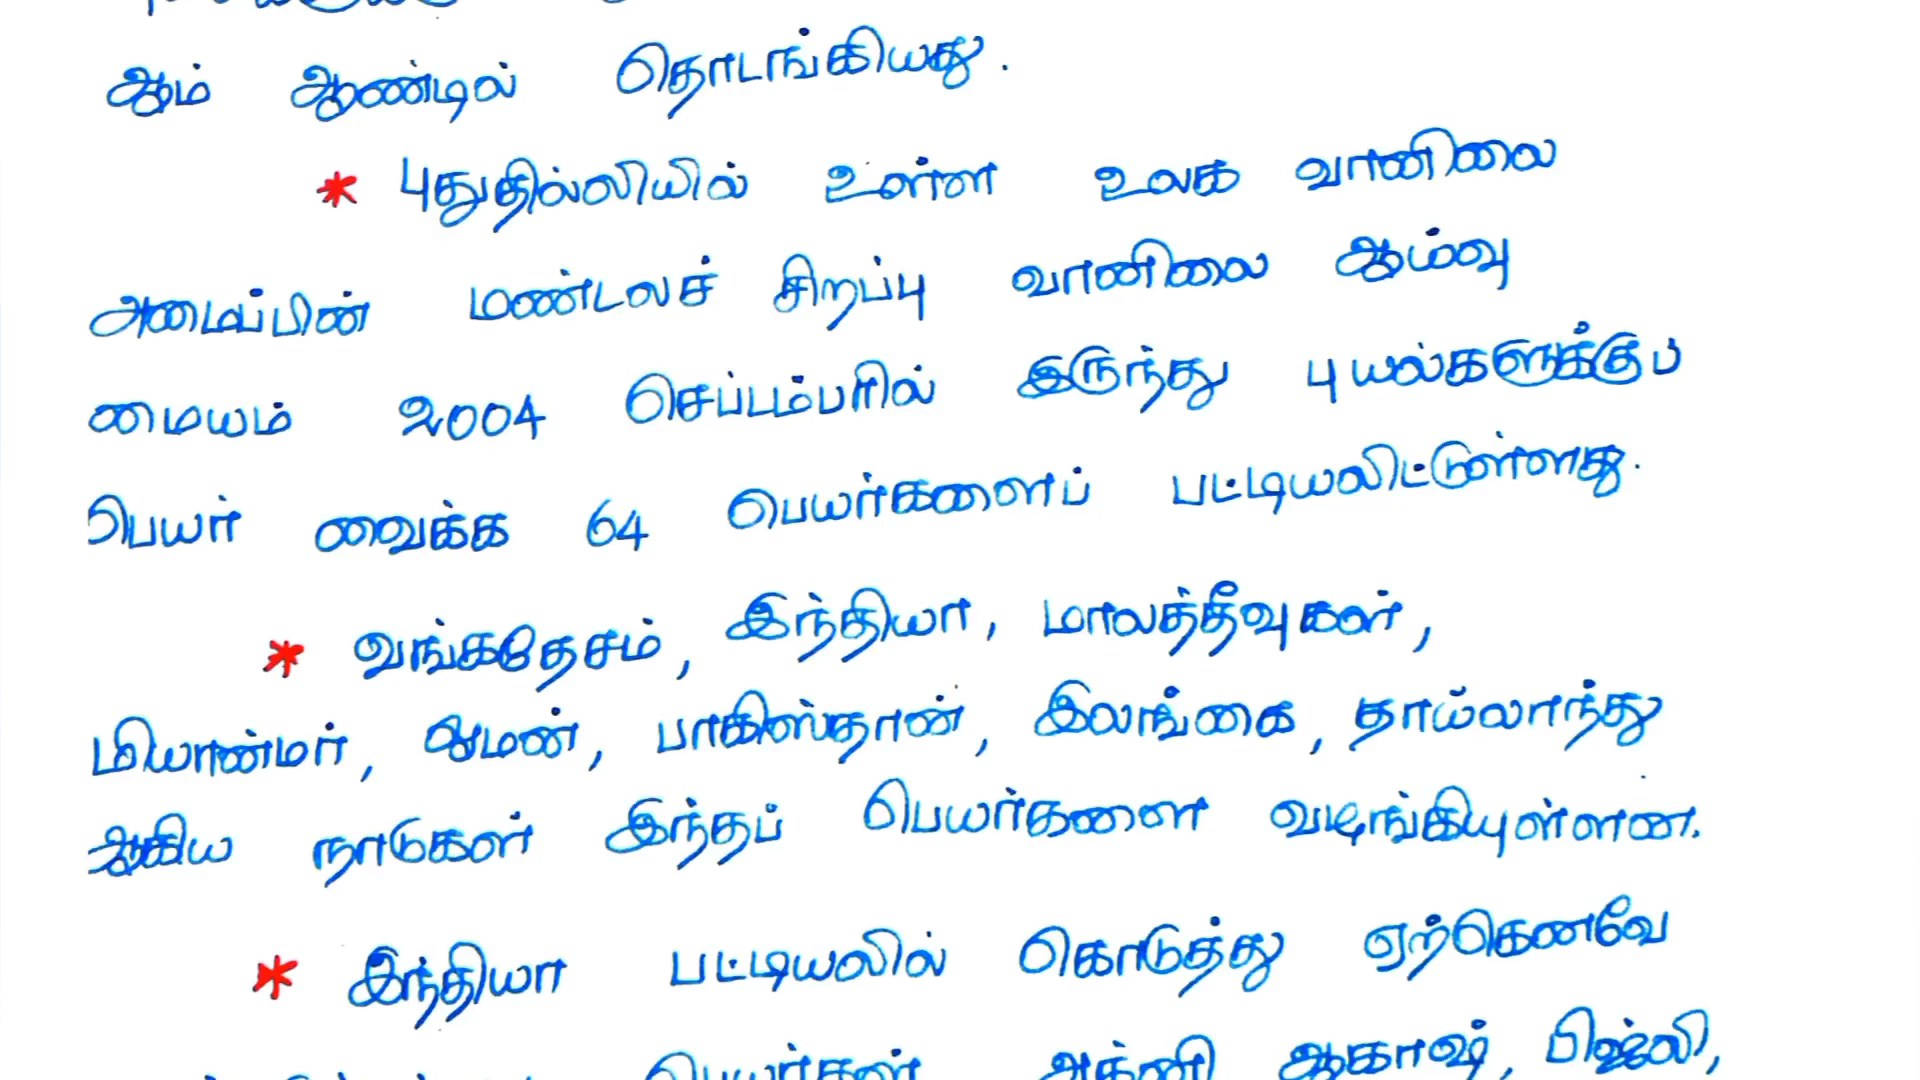 ஆம் ஆண்டில் தொடங்கியது.
* புதுதில்லியில் உள்ள உலக வானிலை
அமைப்பின் மண்டலச் சிறப்பு வானிலை ஆய்வு
மையம் 2004 செப்டம்பரில் இருந்து புயல்களுக்குப்
பெயர் வைக்க 64 பெயர்களைப் பட்டியலிட்டுள்ளது.
* வங்கதேசம், இந்தியா, மாலத்தீவுகள்,
மியான்மர், ஓமன், பாகிஸ்தான், இலங்கை, தாய்லாந்து
ஆகிய நாடுகள் இந்தப் பெயர்களை வழங்கியுள்ளன.
* இந்தியா பட்டியலில் கொடுத்து ஏற்கெனவே
பெயர்கள் அக்னி, ஆகாஷ், பிஜ்லி,